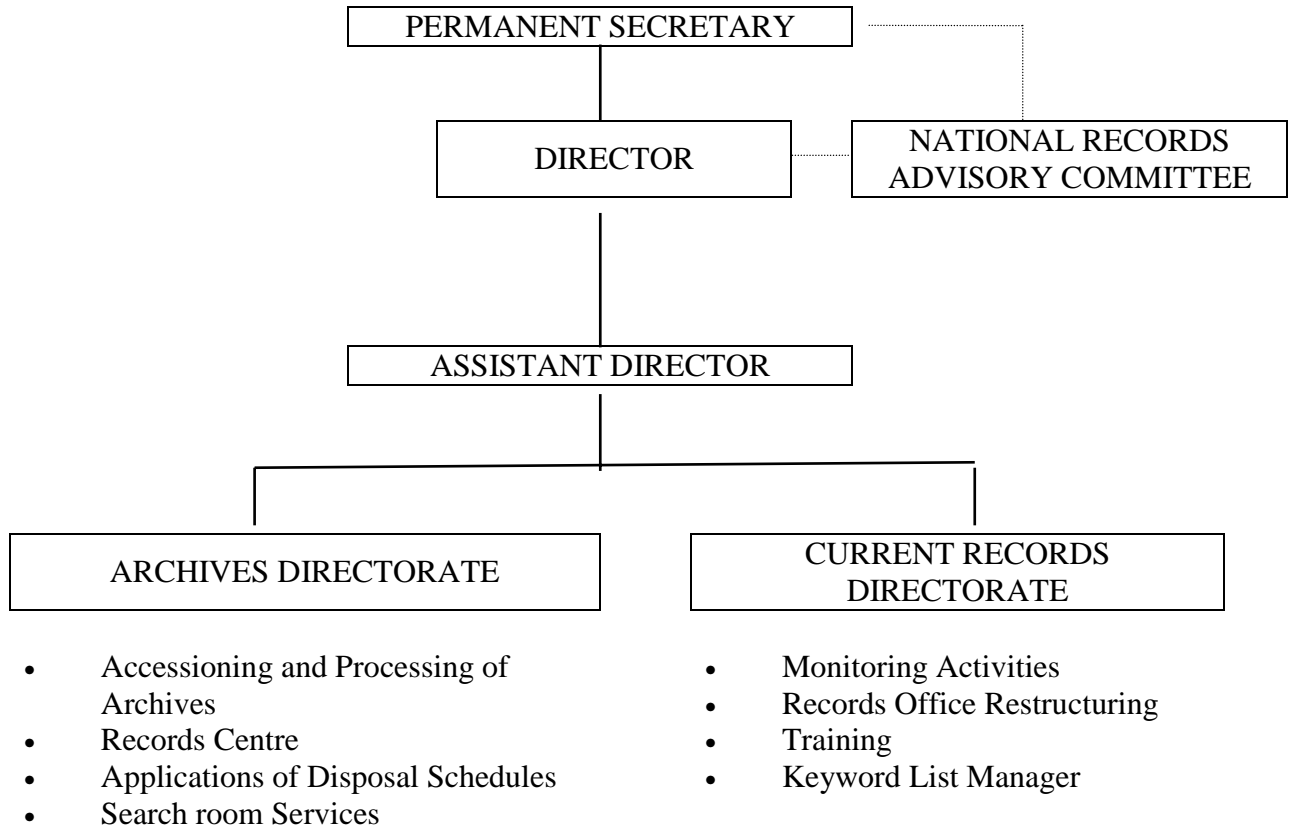 PERMANENT SECRETARY
DIRECTOR
NATIONAL RECORDS
ADVISORY COMMITTEE
ASSISTANT DIRECTOR
ARCHIVES DIRECTORATE
• Accessioning and Processing of
Archives
• Records Centre
• Applications of Disposal Schedules
• Search room Services
CURRENT RECORDS
DIRECTORATE
• Monitoring Activities
• Records Office Restructuring
• Training
• Keyword List Manager